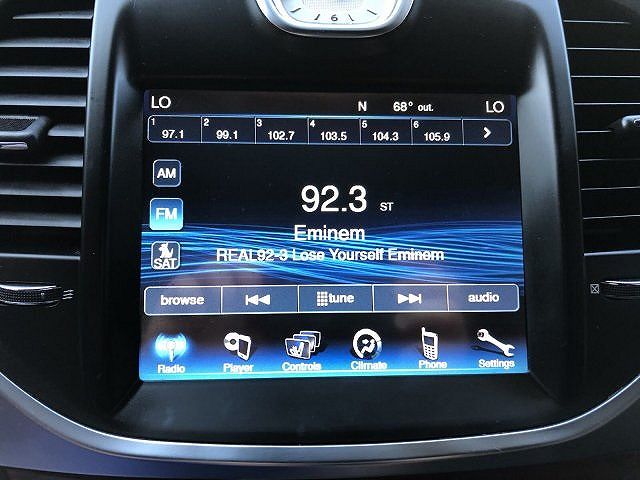 6
LO N 68° out. LO
1 2 3 4 5 6
97.1 99.1 102.7 103.5 104.3 105.9 >
AM
92.3 ST
FM
Eminem
REAL92-3 Lose Yourself Eminem
SAT
browse tune audio
Radio Player Controls Climate Phone Settings